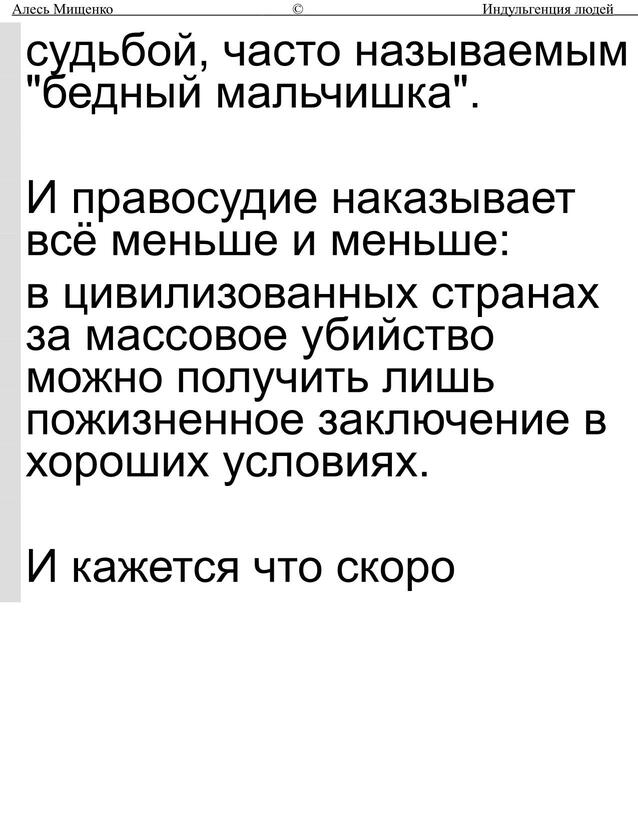 Алесь Мищенко © Индульгенция людей
судьбой, часто называемым
"бедный мальчишка".
И правосудие наказывает
всё меньше и меньше:
в цивилизованных странах
за массовое убийство
можно получить лишь
пожизненное заключение в
хороших условиях.
И кажется что скоро